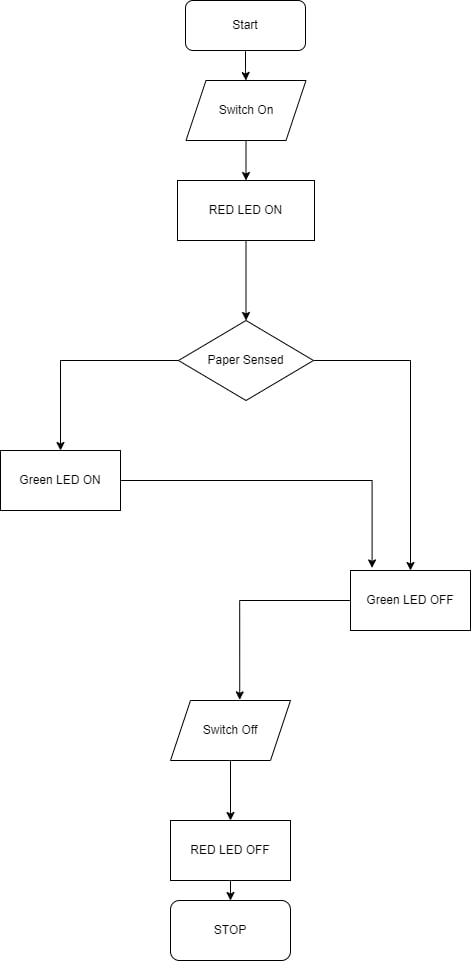 Start
Switch On
RED LED ON
Paper Sensed
Green LED ON
Green LED OFF
Switch Off
RED LED OFF
STOP